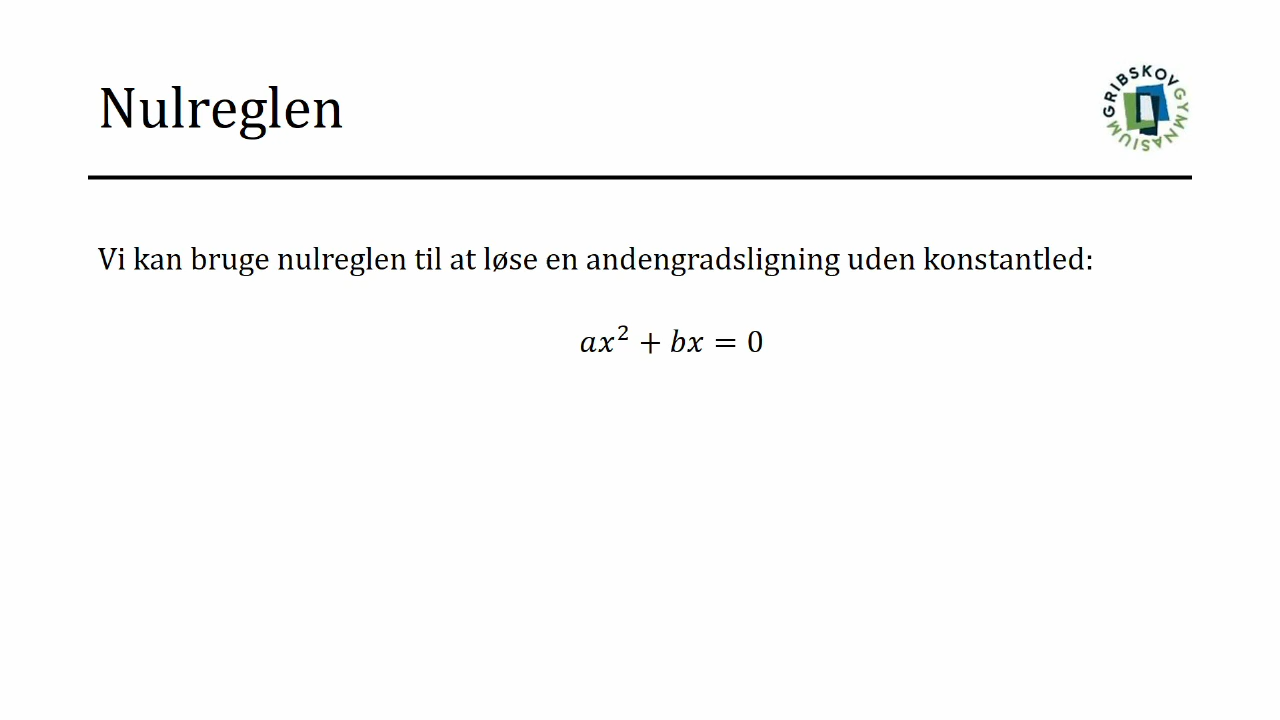 Nulreglen
GRIBSKOV GYMNASIUM
Vi kan bruge nulreglen til at løse en andengradsligning uden konstantled:
𝑎𝑥² + 𝑏𝑥 = 0